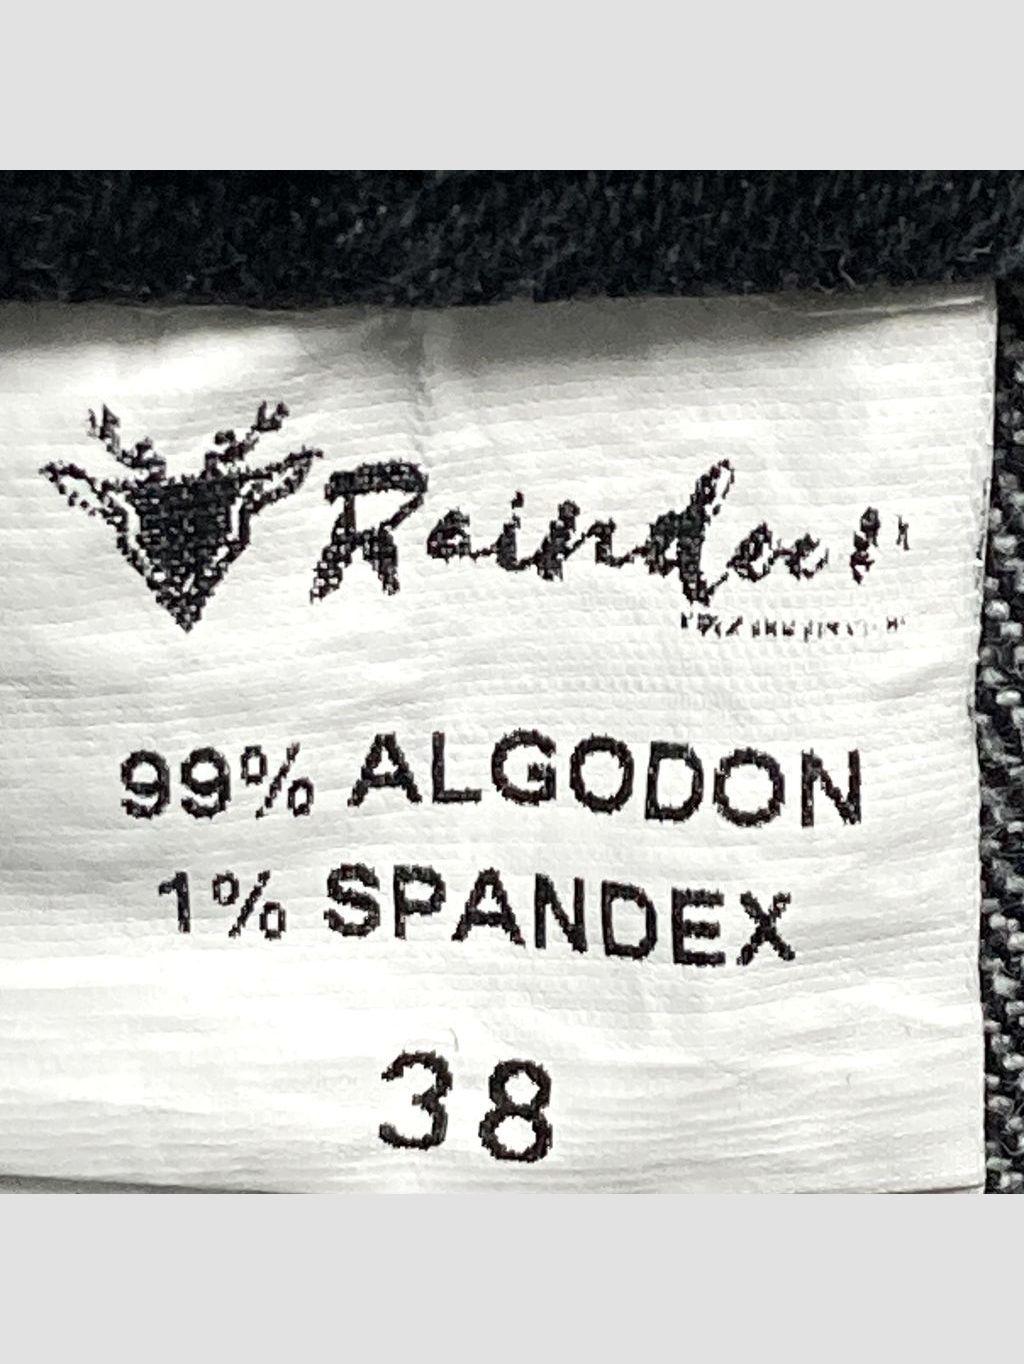 Raindeer
99% ALGODON
1% SPANDEX
38